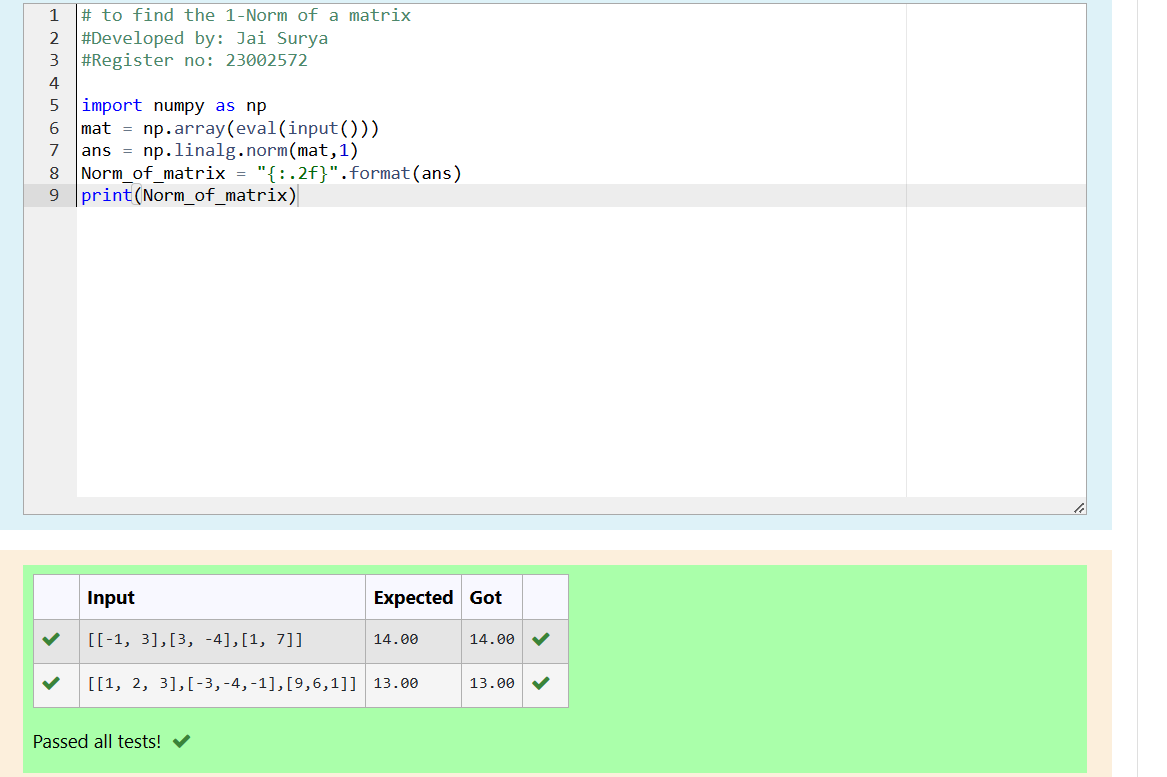 1 # to find the 1-Norm of a matrix
2 #Developed by: Jai Surya
3 #Register no: 23002572
4
5 import numpy as np
6 mat = np.array(eval(input()))
7 ans = np.linalg.norm(mat,1)
8 Norm_of_matrix = "{:.2f}".format(ans)
9 print(Norm_of_matrix)
Input Expected Got
[[-1, 3],[3, -4],[1, 7]] 14.00 14.00
[[1, 2, 3],[-3,-4,-1],[9,6,1]] 13.00 13.00
Passed all tests!